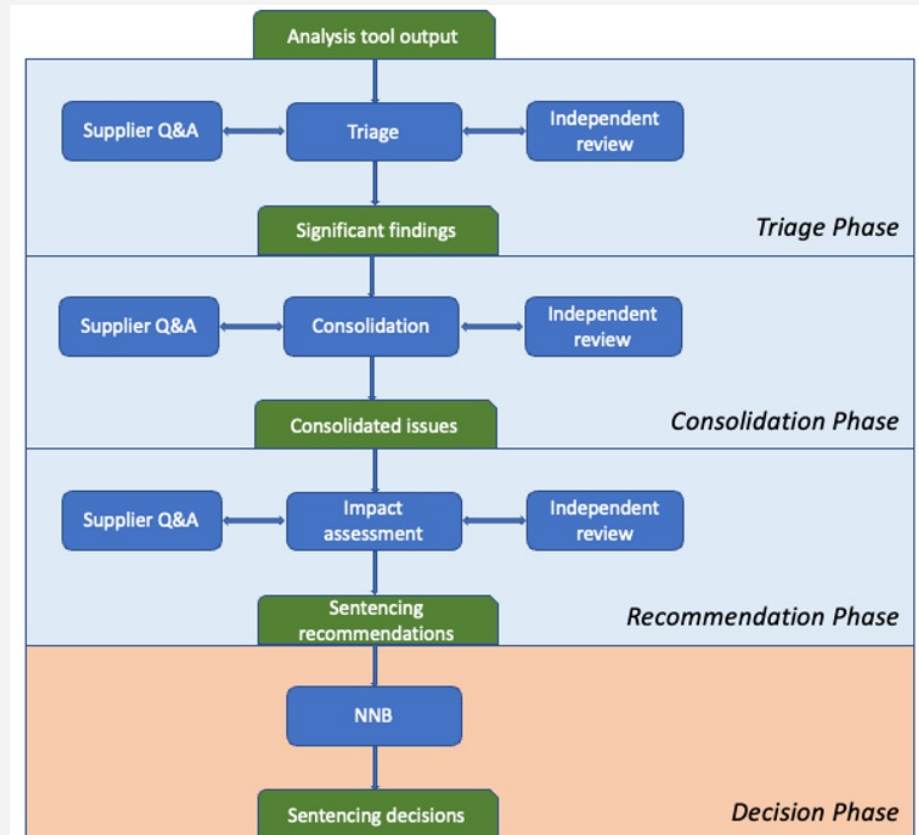 Analysis tool output
Supplier Q&A
Triage
Independent
review
Significant findings
Triage Phase
Supplier Q&A
Consolidation
Independent
review
Consolidated issues
Consolidation Phase
Supplier Q&A
Impact
assessment
Independent
review
Sentencing
recommendations
Recommendation Phase
NNB
Sentencing decisions
Decision Phase